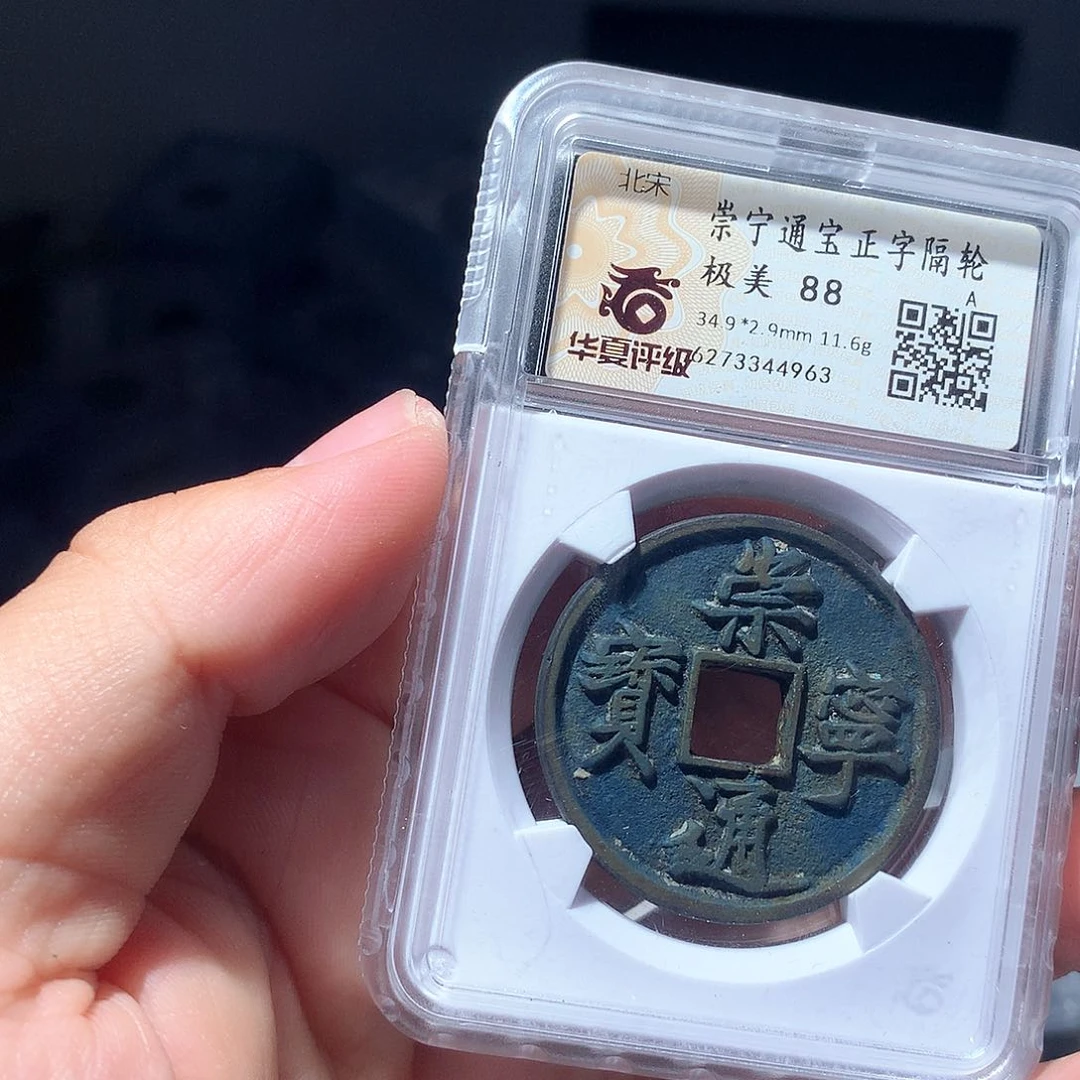 北宋
崇宁通宝正字隔轮
极美 88
A
34.9*2.9mm 11.6g
华夏评级
6273344963
崇寧通寳